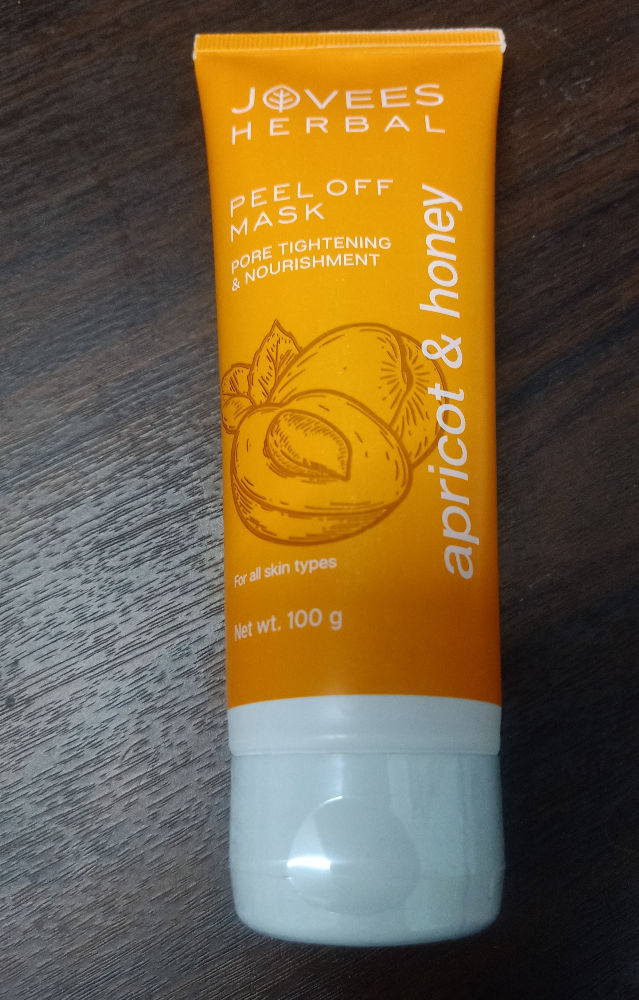 JOVEES
HERBAL
PEEL OFF
MASK
PORE TIGHTENING
& NOURISHMENT
apricot & honey
For all skin types
Net wt. 100 g